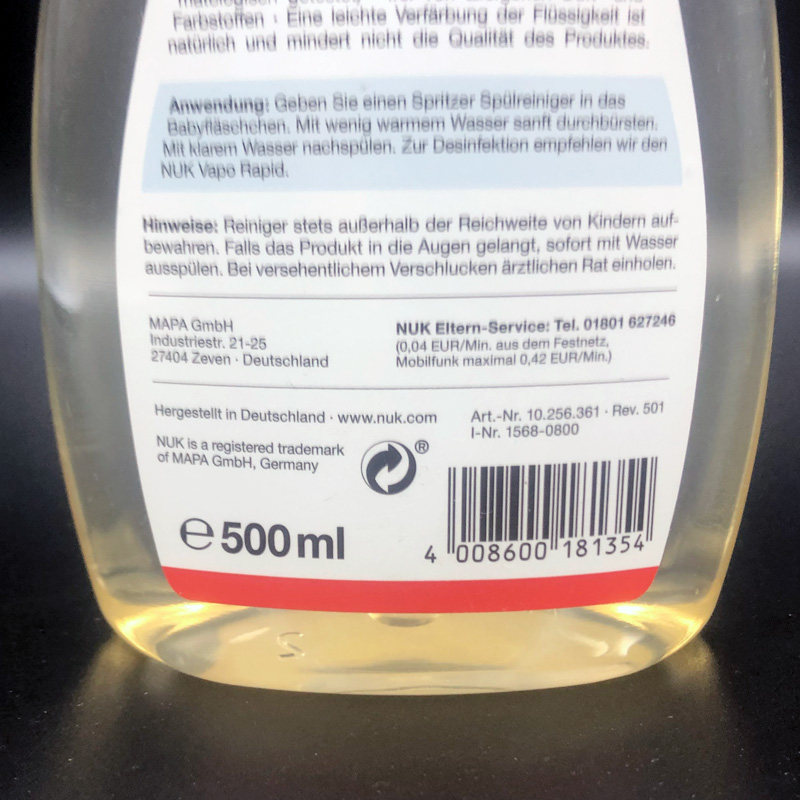 Farbstoffen · Eine leichte Verfärbung der Flüssigkeit ist
natürlich und mindert nicht die Qualität des Produktes.
Anwendung: Geben Sie einen Spritzer Spülreiniger in das
Babyfläschchen. Mit wenig warmem Wasser sanft durchbürsten.
Mit klarem Wasser nachspülen. Zur Desinfektion empfehlen wir den
NUK Vapo Rapid.
Hinweise: Reiniger stets außerhalb der Reichweite von Kindern auf-
bewahren. Falls das Produkt in die Augen gelangt, sofort mit Wasser
ausspülen. Bei versehentlichem Verschlucken ärztlichen Rat einholen.
MAPA GmbH
Industriestr. 21-25
27404 Zeven · Deutschland
NUK Eltern-Service: Tel. 01801 627246
(0,04 EUR/Min. aus dem Festnetz,
Mobilfunk maximal 0,42 EUR/Min.)
Hergestellt in Deutschland · www.nuk.com
NUK is a registered trademark
of MAPA GmbH, Germany
®
Art.-Nr. 10.256.361 · Rev. 501
I-Nr. 1568-0800
℮ 500 ml
4 008600 181354
2